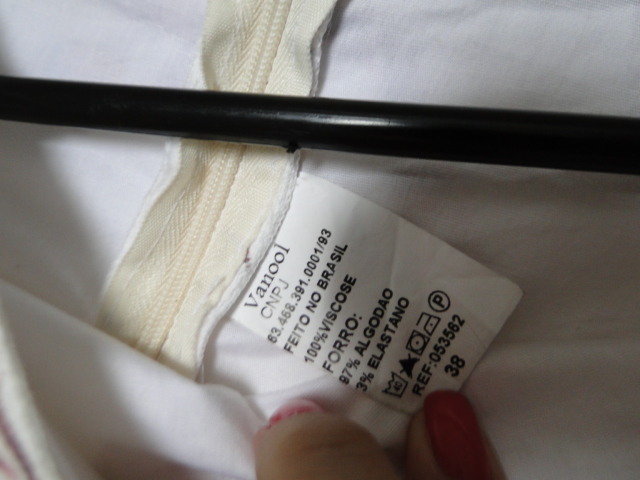 Vanool
CNPJ
63.468.391.0001/93
FEITO NO BRASIL
100%VISCOSE
FORRO:
97% ALGODAO
3% ELASTANO
P
REF:053562
38